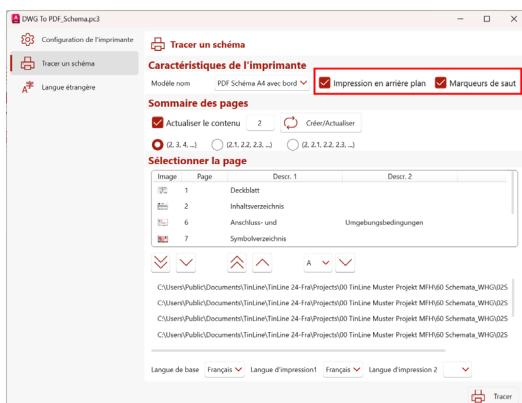 DWG To PDF_Schema.pc3
Configuration de l'imprimante
Tracer un schéma
Langue étrangère
Tracer un schéma
Caractéristiques de l'imprimante
Modèle nom PDF Schéma A4 avec bord Impression en arrière plan Marqueurs de saut
Sommaire des pages
Actualiser le contenu 2 Créer/Actualiser
(2, 3, 4, ...) (2.1, 2.2, 2.3, ...) (2, 2.1, 2.2, 2.3, ...)
Sélectionner la page
Image Page Descr. 1 Descr. 2
1 Deckblatt
2 Inhaltsverzeichnis
6 Anschluss- und Umgebungsbedingungen
7 Symbolverzeichnis
A
C:\Users\Public\Documents\TinLine\TinLine 24-Fra\Projects\00 TinLine Muster Projekt MFH\60 Schemata_WHG\02S
C:\Users\Public\Documents\TinLine\TinLine 24-Fra\Projects\00 TinLine Muster Projekt MFH\60 Schemata_WHG\02S
C:\Users\Public\Documents\TinLine\TinLine 24-Fra\Projects\00 TinLine Muster Projekt MFH\60 Schemata_WHG\02S
C:\Users\Public\Documents\TinLine\TinLine 24-Fra\Projects\00 TinLine Muster Projekt MFH\60 Schemata_WHG\02S
Langue de base Français Langue d'impression1 Français Langue d'impression 2
Tracer